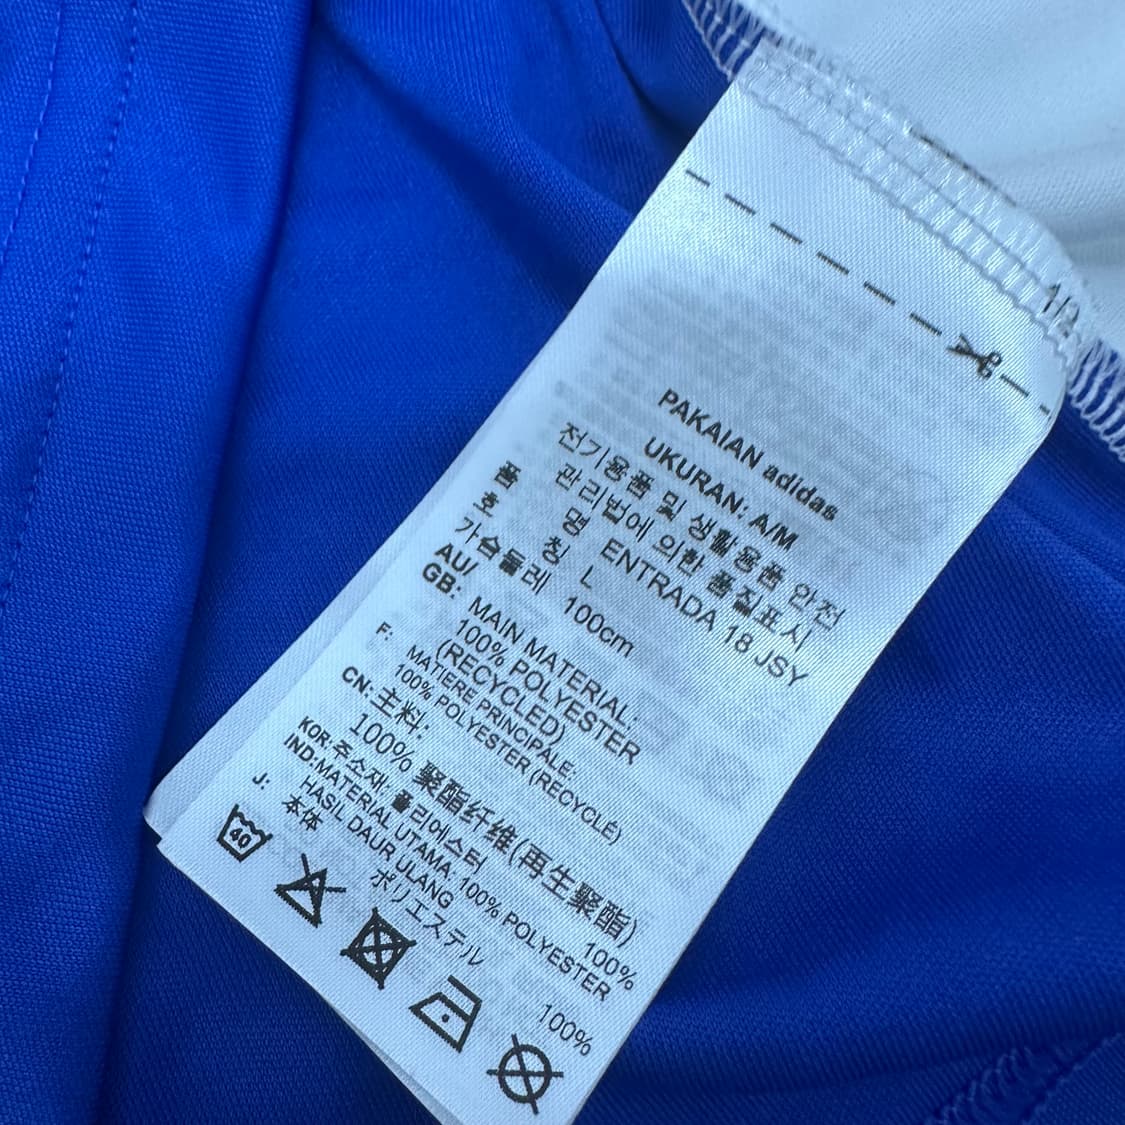 PAKAIAN adidas
UKURAN: A/M
전기용품 및 생활용품 안전
관리법에 의한 품질표시
품 명 ENTRADA 18 JSY
호 칭 L
가슴둘레 100cm
AU/
GB: MAIN MATERIAL:
100% POLYESTER
(RECYCLED)
F: MATIERE PRINCIPALE:
100% POLYESTER (RECYCLÉ)
CN: 主料:
100% 聚酯纤维(再生聚酯)
KOR: 주소재: 폴리에스터 100%
IND: MATERIAL UTAMA: 100% POLYESTER
HASIL DAUR ULANG
J: 本体 ポリエステル 100%
40